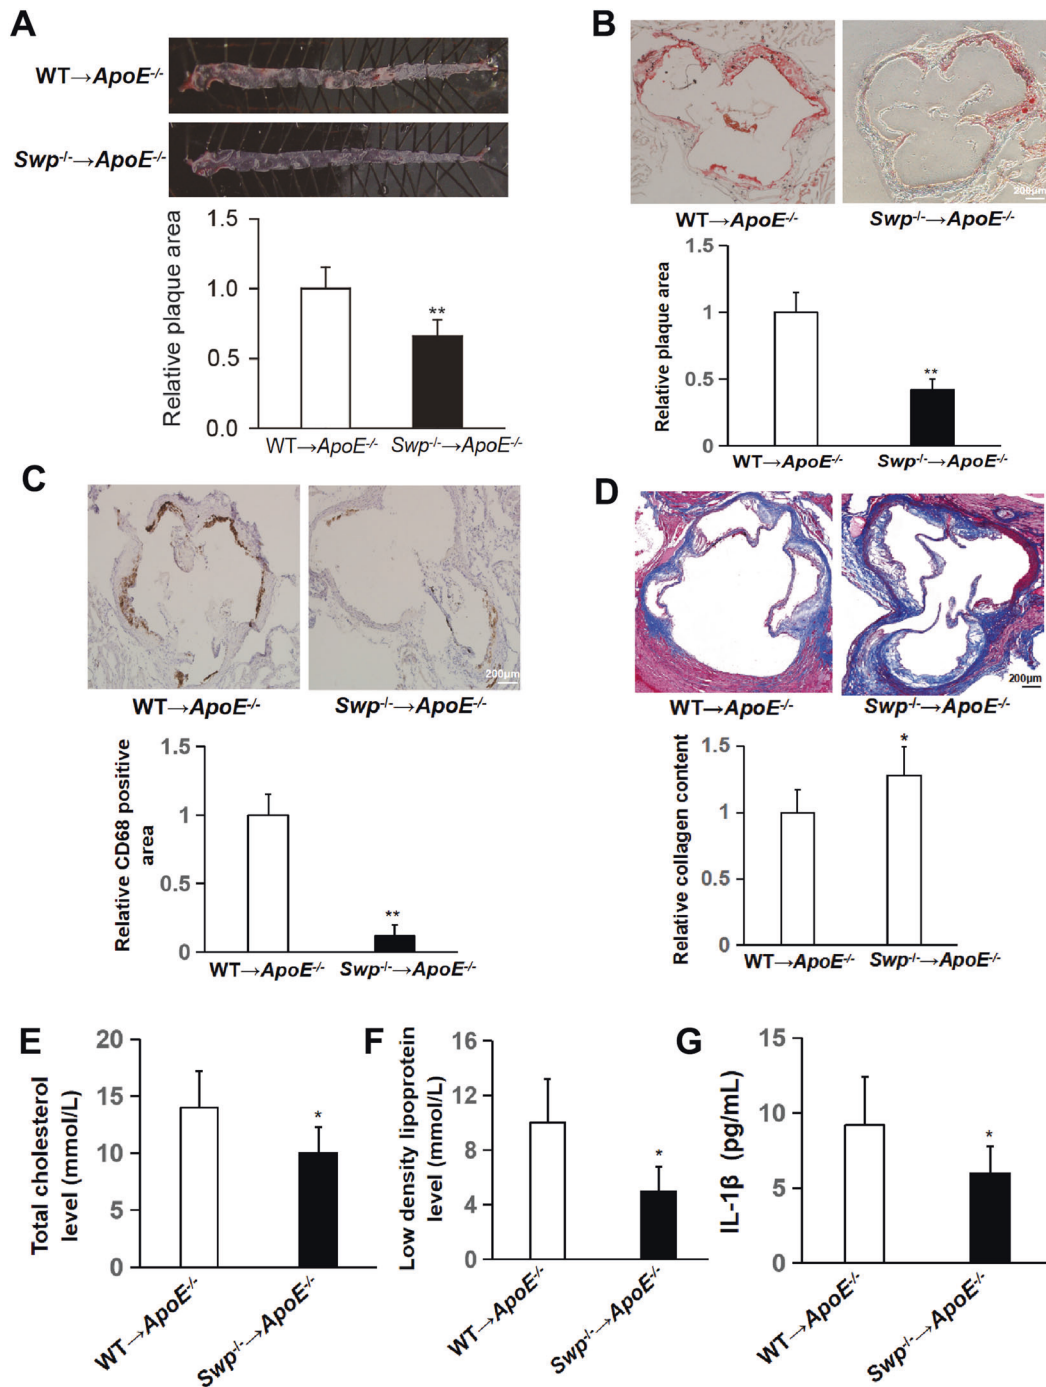 A
WT→ApoE-/-
Swp-/-→ApoE-/-
Relative plaque area
1.5
1.0
0.5
0.0
**
WT→ApoE-/-
Swp-/-→ApoE-/-
B
200μm
WT→ApoE-/-
Swp-/-→ApoE-/-
Relative plaque area
1.5
1
0.5
0
**
WT→ApoE-/-
Swp-/-→ApoE-/-
C
200μm
WT→ApoE-/-
Swp-/-→ApoE-/-
Relative CD68 positive
area
1.5
1
0.5
0
**
WT→ApoE-/-
Swp-/-→ApoE-/-
D
200μm
WT→ApoE-/-
Swp-/-→ApoE-/-
Relative collagen content
1.5
1
0.5
0
*
WT→ApoE-/-
Swp-/-→ApoE-/-
E
Total cholesterol
level (mmol/L)
20
15
10
5
0
*
WT→ApoE-/-
Swp-/-→ApoE-/-
F
Low density lipoprotein
level (mmol/L)
16
12
8
4
0
*
WT→ApoE-/-
Swp-/-→ApoE-/-
G
IL-1β (pg/mL)
15
10
5
0
*
WT→ApoE-/-
Swp-/-→ApoE-/-